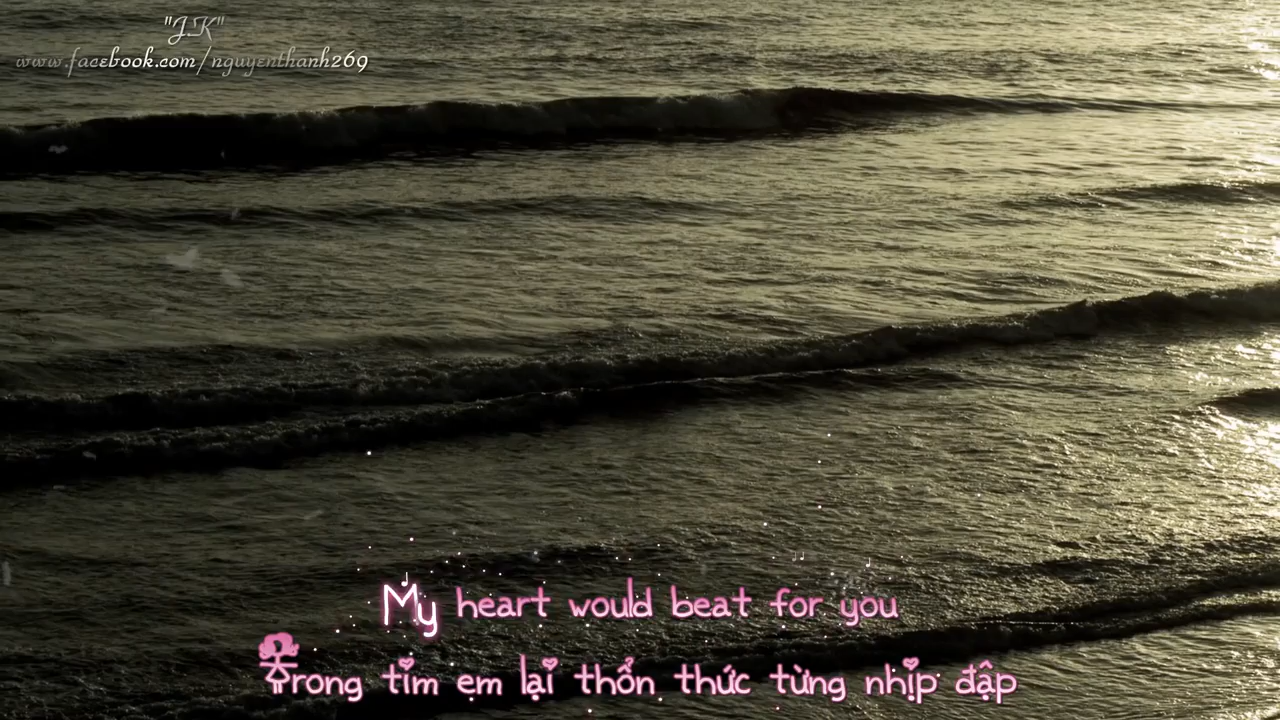 "J.K"
www.facebook.com/nguyenthanh269
My heart would beat for you
Trong tim em lại thổn thức từng nhịp đập